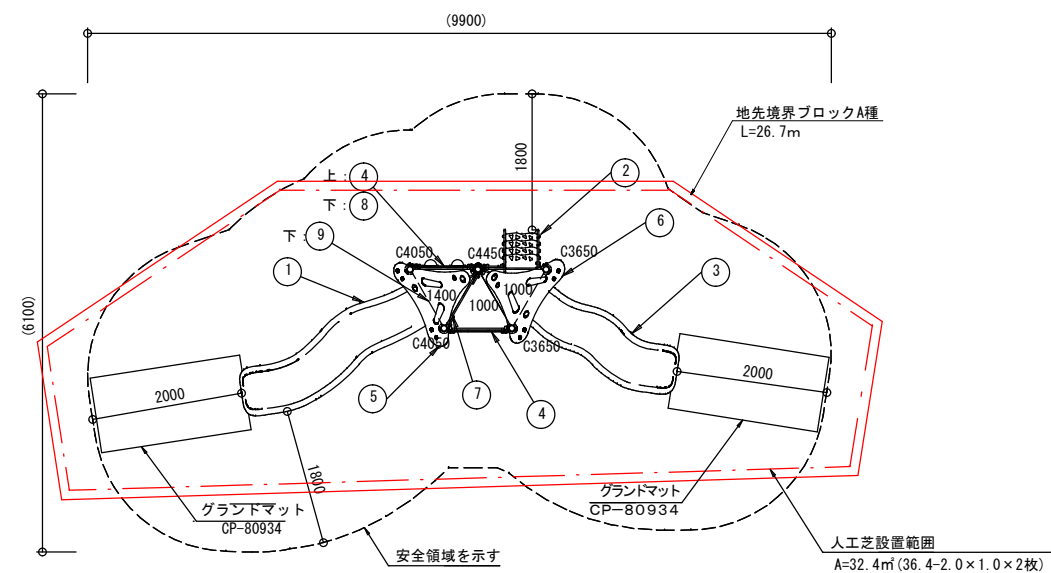 (9900)
地先境界ブロックA種
L=26.7m
1800
上：④
②
下：⑧
⑥
下：⑨
C4050
C4450
C3650
①
③
1400
1000
1000
(6100)
C4050
C3650
2000
2000
⑤
⑦
④
1800
グランドマット
CP-80934
グランドマット
CP-80934
安全領域を示す
人工芝設置範囲
A=32.4㎡(36.4-2.0×1.0×2枚)